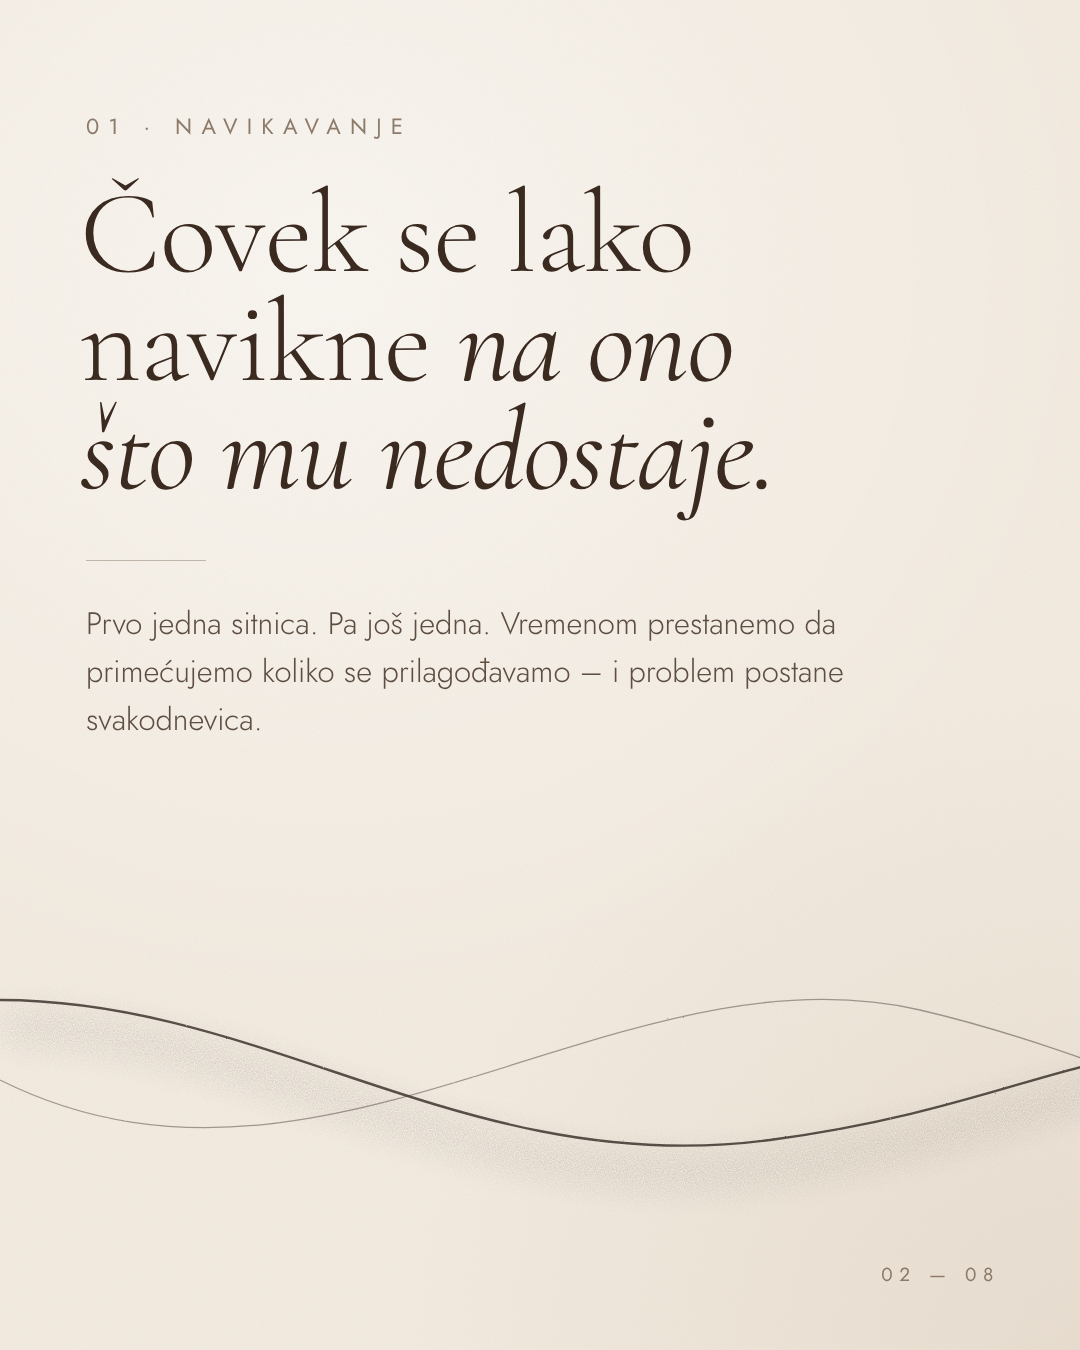 01 · NAVIKAVANJE
Čovek se lako
navikne na ono
što mu nedostaje.
Prvo jedna sitnica. Pa još jedna. Vremenom prestanemo da
primećujemo koliko se prilagođavamo – i problem postane
svakodnevica.
02 — 08